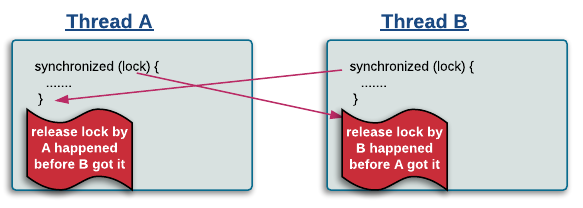 Thread A
synchronized (lock) {
.......
}
release lock by
A happened
before B got it
Thread B
synchronized (lock) {
.......
}
release lock by
B happened
before A got it